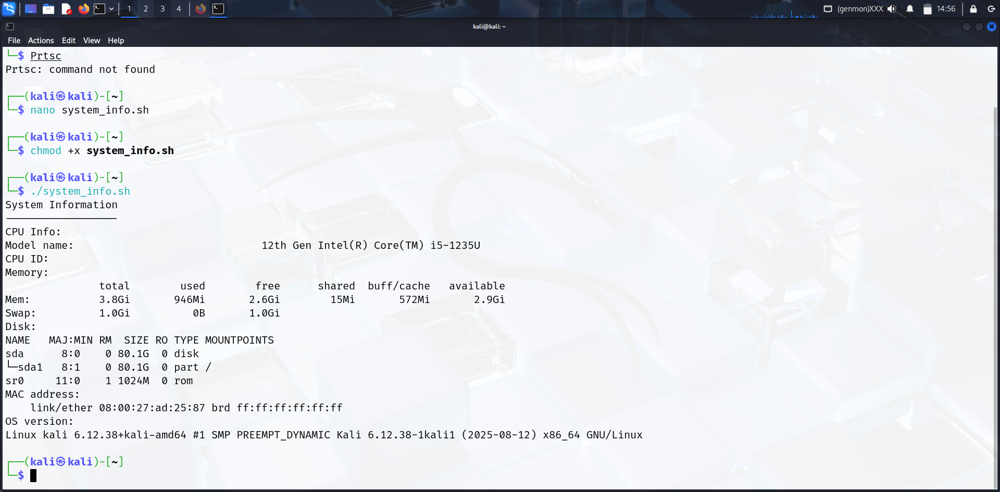 1 2 3 4 (genmon)XXX 14:56
kali@kali: ~
File Actions Edit View Help
└─$ Prtsc
Prtsc: command not found
┌──(kali㉿kali)-[~]
└─$ nano system_info.sh
File System
┌──(kali㉿kali)-[~]
└─$ chmod +x system_info.sh
┌──(kali㉿kali)-[~]
└─$ ./system_info.sh
System Information
------------------
CPU Info:
Model name:                              12th Gen Intel(R) Core(TM) i5-1235U
CPU ID:
Memory:
               total        used        free      shared  buff/cache   available
Mem:           3.8Gi       946Mi       2.6Gi        15Mi       572Mi       2.9Gi
Swap:          1.0Gi          0B       1.0Gi
Disk:
NAME   MAJ:MIN RM  SIZE RO TYPE MOUNTPOINTS
sda      8:0    0 80.1G  0 disk
└─sda1   8:1    0 80.1G  0 part /
sr0     11:0    1 1024M  0 rom
MAC address:
    link/ether 08:00:27:ad:25:87 brd ff:ff:ff:ff:ff:ff
OS version:
Linux kali 6.12.38+kali-amd64 #1 SMP PREEMPT_DYNAMIC Kali 6.12.38-1kali1 (2025-08-12) x86_64 GNU/Linux
┌──(kali㉿kali)-[~]
└─$